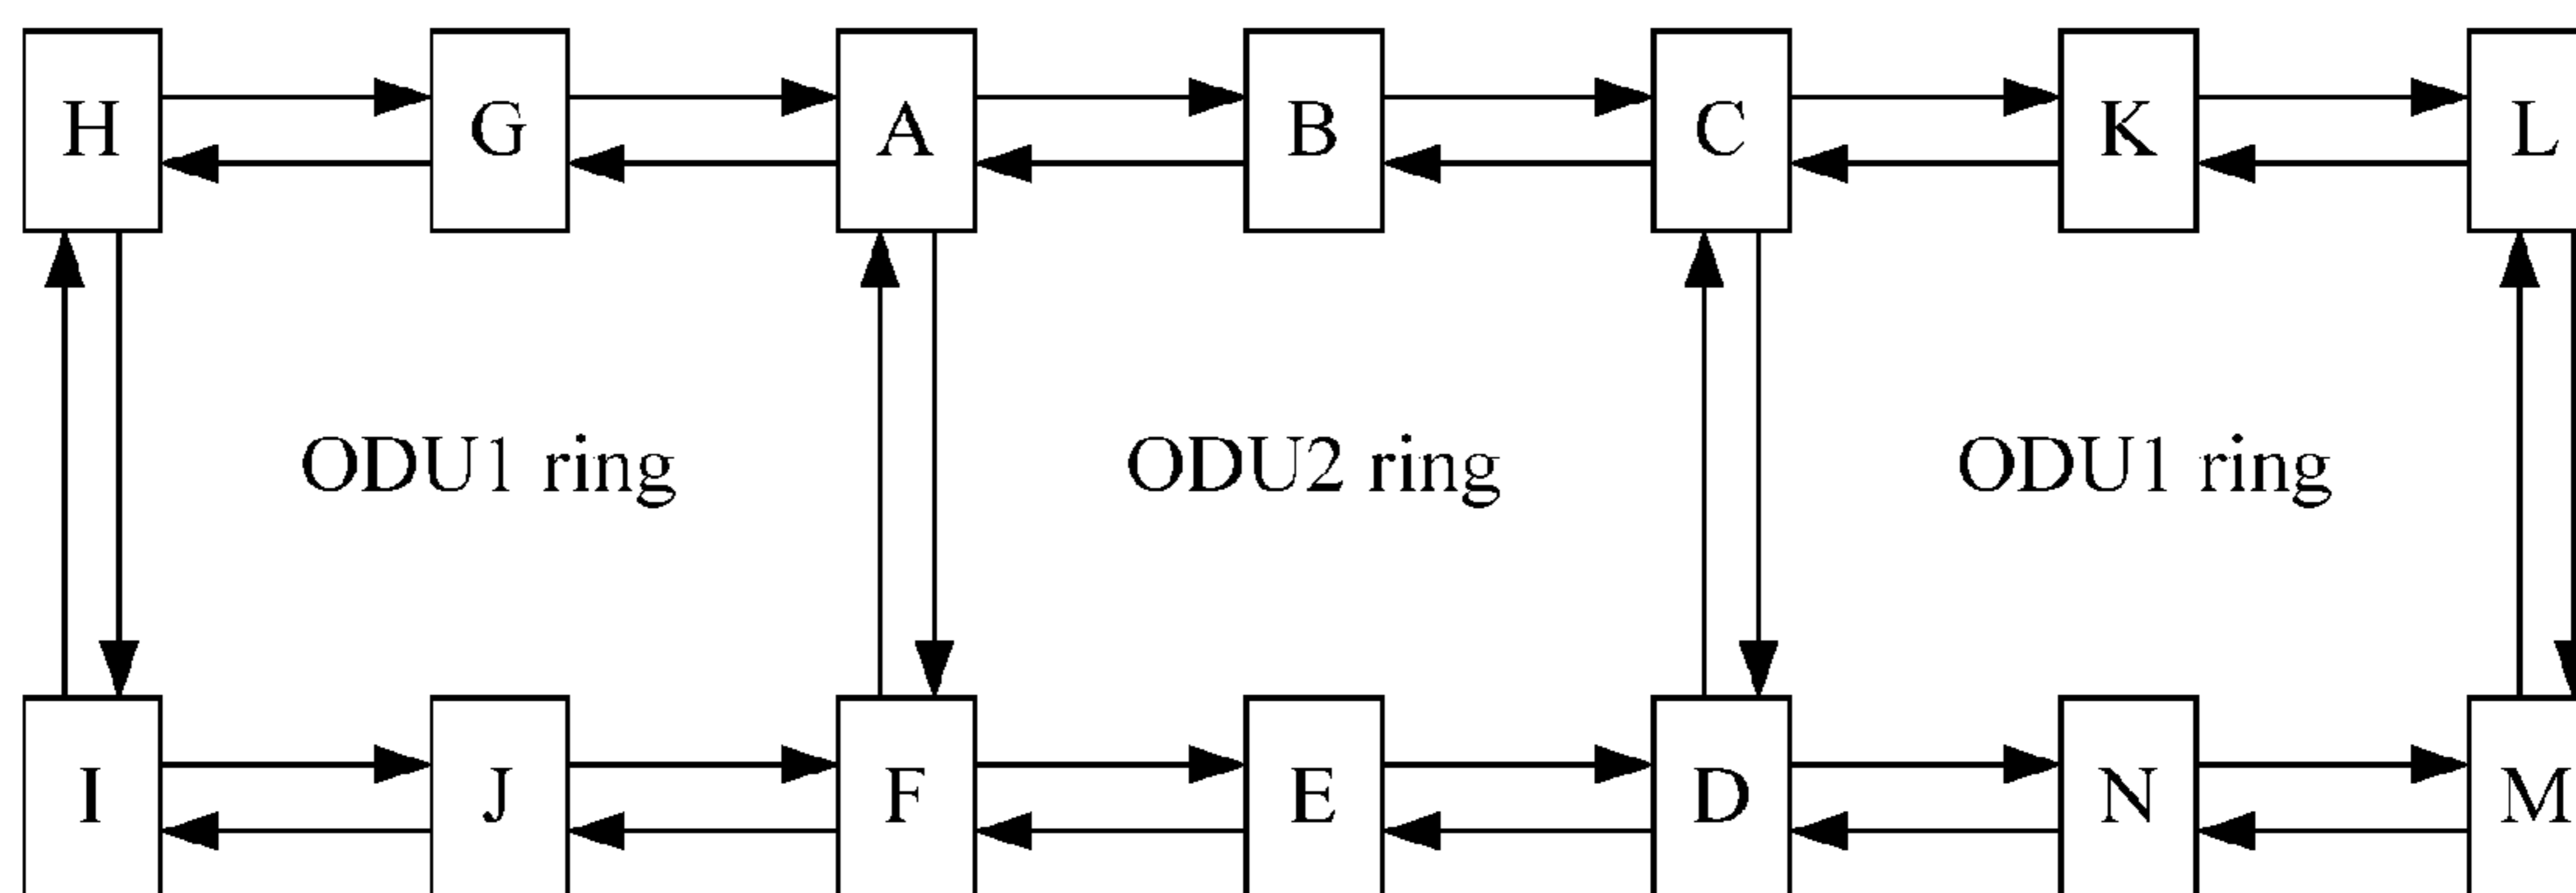 H G A B C K L
ODU1 ring ODU2 ring ODU1 ring
I J F E D N M